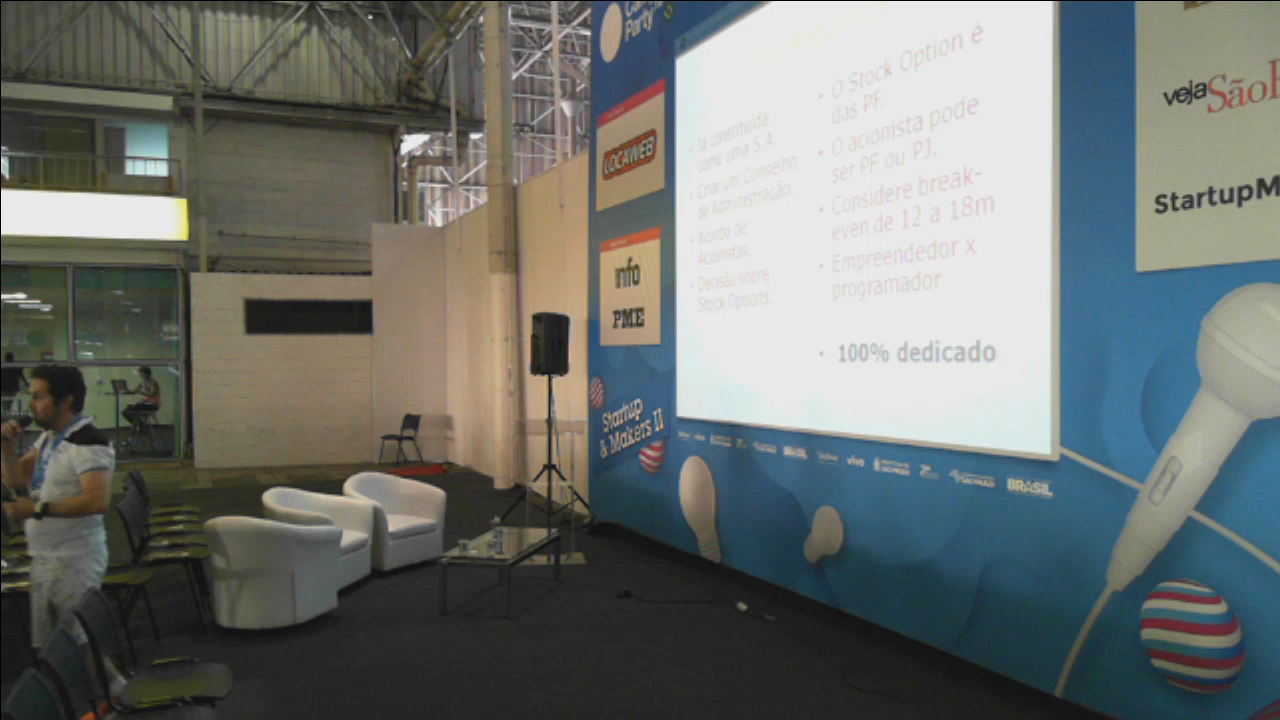 Party
LOCAWEB
info
PME
Startup
& Makers II
Já constituída
como uma S.A.
Criar um Conselho
de Administração.
Acordo de
Acionistas.
Decisão sobre
Stock Options.
• O Stock Option é
das PF.
• O acionista pode
ser PF ou PJ.
• Considere break-
even de 12 a 18m
• Empreendedor x
programador
• 100% dedicado
vivo
BRASIL
veja São
StartupM